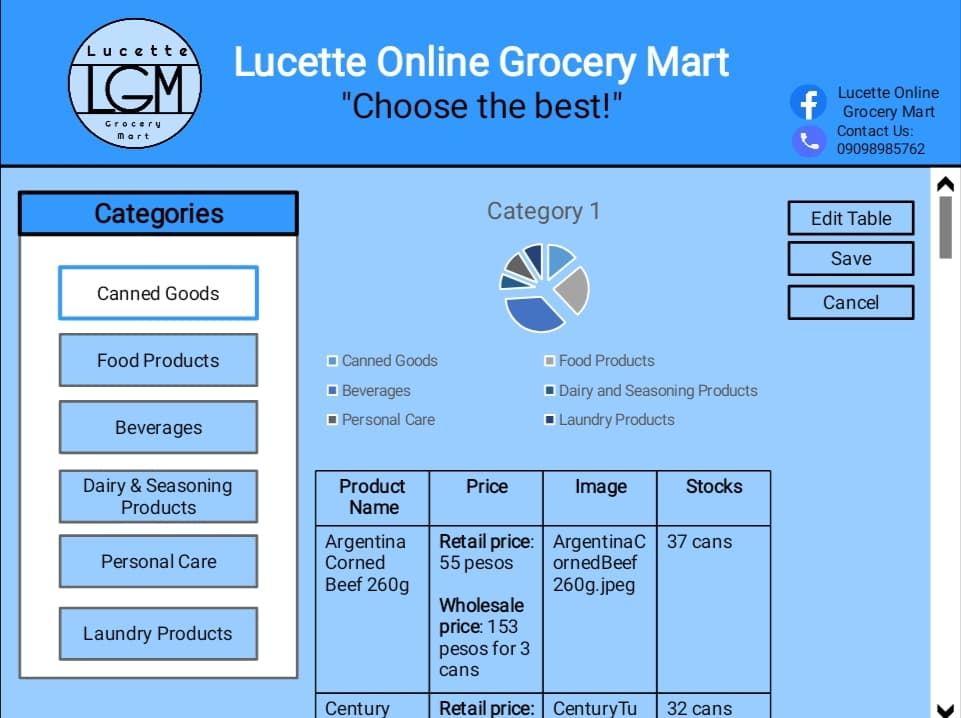 Lucette
LGM
Grocery
Mart
Lucette Online Grocery Mart
"Choose the best!"
Lucette Online
Grocery Mart
Contact Us:
09098985762
Categories
Canned Goods
Food Products
Beverages
Dairy & Seasoning
Products
Personal Care
Laundry Products
Category 1
Canned Goods
Food Products
Beverages
Dairy and Seasoning Products
Personal Care
Laundry Products
Edit Table
Save
Cancel
Product Name
Price
Image
Stocks
Argentina
Corned
Beef 260g
Retail price:
55 pesos
Wholesale
price: 153
pesos for 3
cans
ArgentinaC
ornedBeef
260g.jpeg
37 cans
Century
Retail price:
CenturyTu
32 cans